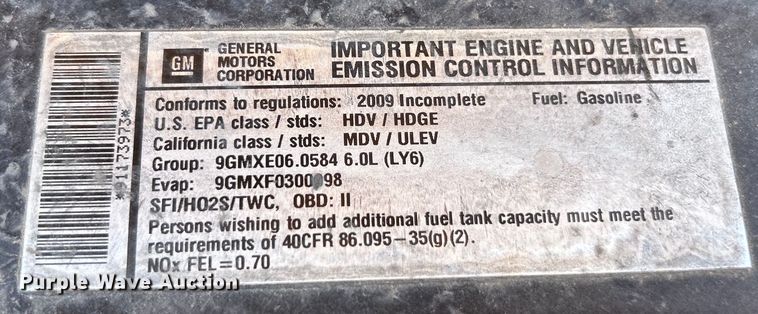 GM
GENERAL MOTORS CORPORATION
IMPORTANT ENGINE AND VEHICLE
EMISSION CONTROL INFORMATION
Conforms to regulations: 2009 Incomplete Fuel: Gasoline
U.S. EPA class / stds: HDV / HDGE
California class / stds: MDV / ULEV
Group: 9GMXE06.0584 6.0L (LY6)
Evap:
SFI/HO2S/TWC, OBD: II
Persons wishing to add additional fuel tank capacity must meet the
requirements of 40CFR 86.095-35(g)(2).
NOx FEL=0.70
*91173973*
Purple Wave Auction